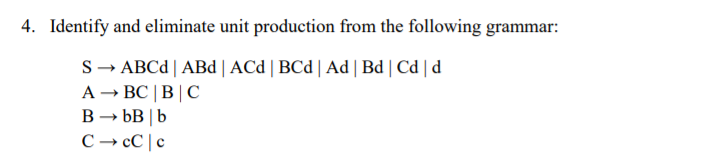 4. Identify and eliminate unit production from the following grammar:
S → ABCd | ABd | ACd | BCd | Ad | Bd | Cd | d
A → BC | B | C
B → bB | b
C → cC | c